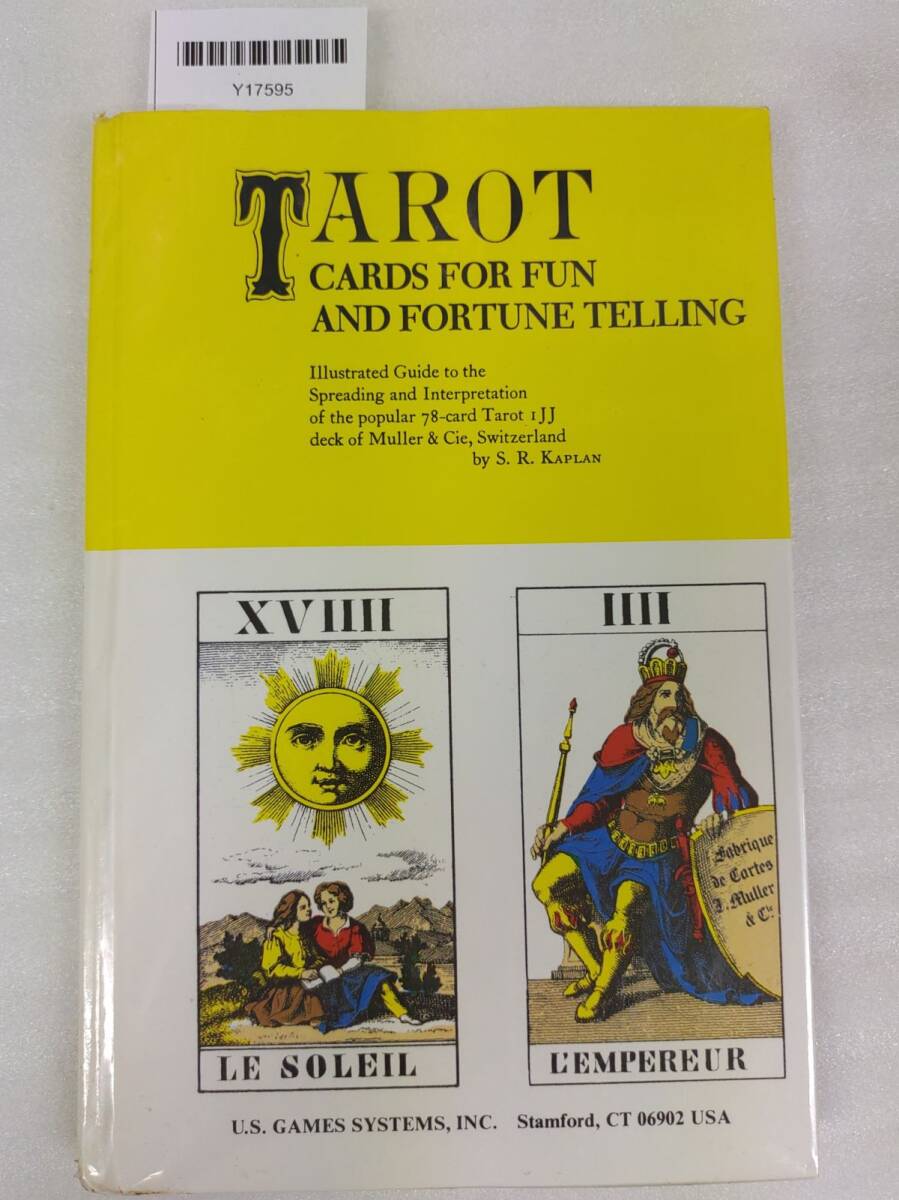 Y17595
TAROT
CARDS FOR FUN
AND FORTUNE TELLING
Illustrated Guide to the
Spreading and Interpretation
of the popular 78-card Tarot 1JJ
deck of Muller & Cie, Switzerland
by S. R. KAPLAN
XVIIII
LE SOLEIL
IIII
Fabrique
de Cartes
J. Muller
& Cie.
L'EMPEREUR
U.S. GAMES SYSTEMS, INC. Stamford, CT 06902 USA